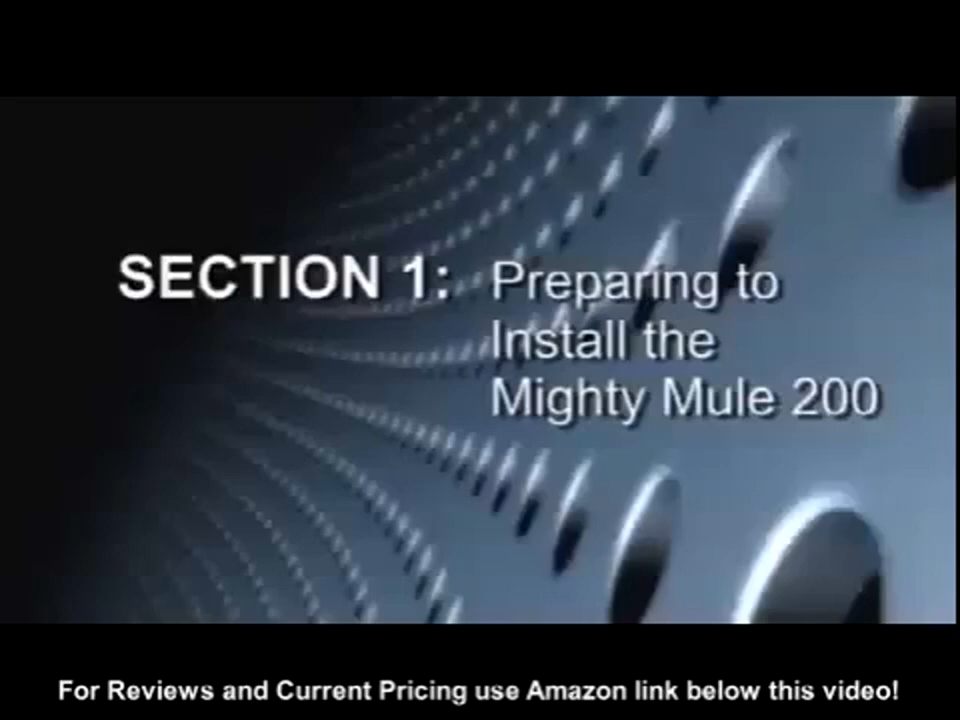 SECTION 1: Preparing to
Install the
Mighty Mule 200
For Reviews and Current Pricing use Amazon link below this video!